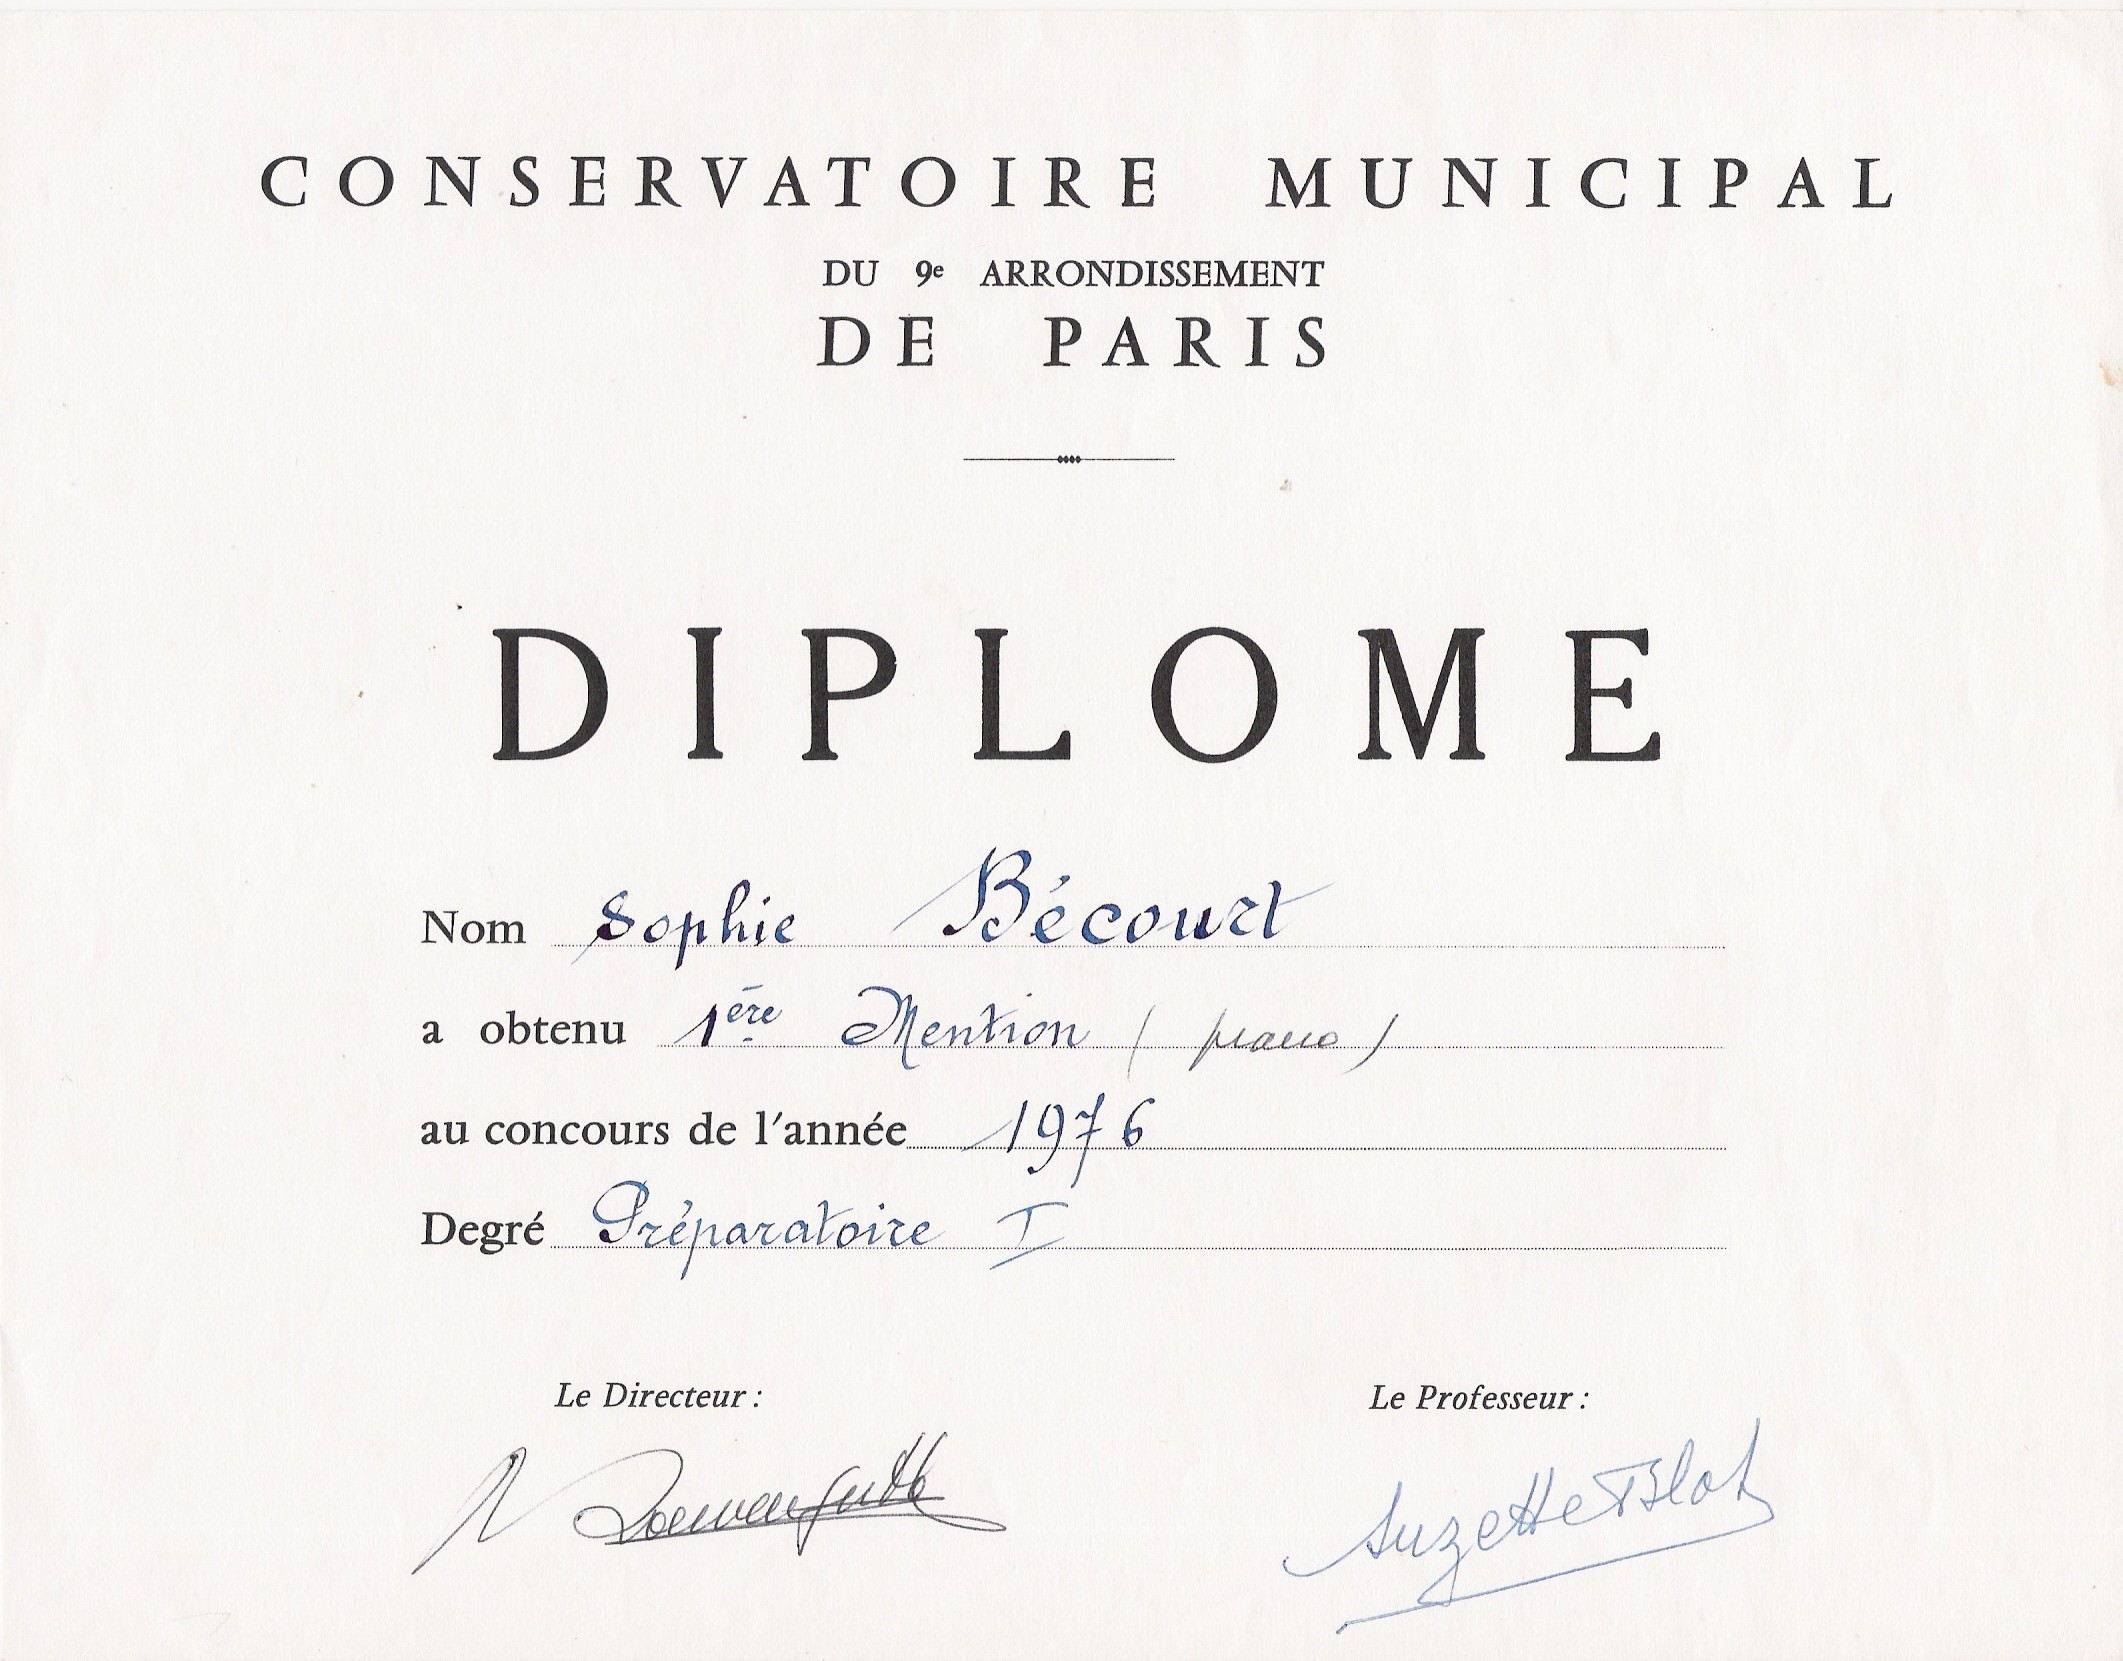 CONSERVATOIRE MUNICIPAL
DU 9e ARRONDISSEMENT
DE PARIS
DIPLOME
Nom Sophie Bécourt
a obtenu 1ère Mention (piano)
au concours de l'année 1976
Degré Préparatoire I
Le Directeur : Le Professeur :
Suzette Blot